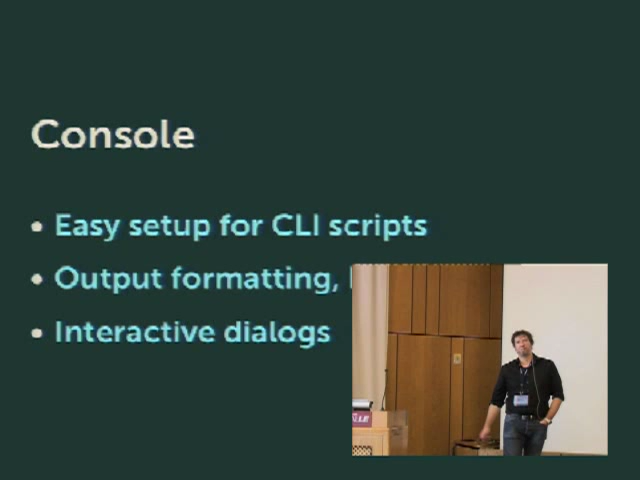 Console
• Easy setup for CLI scripts
• Output formatting,
• Interactive dialogs